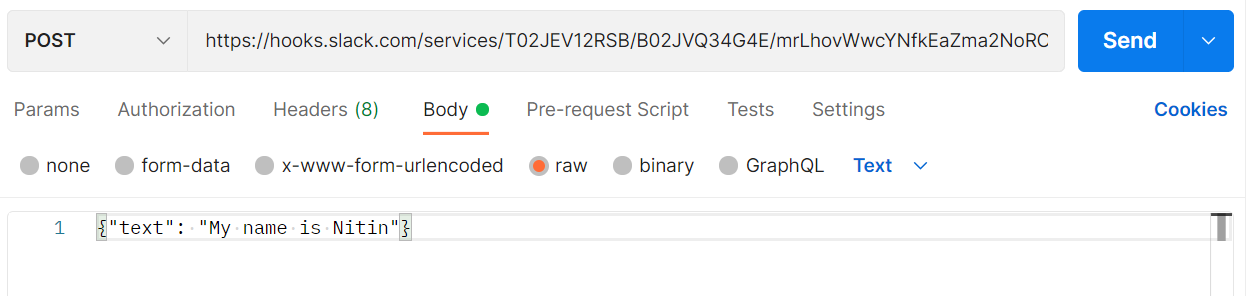 POST https://hooks.slack.com/services/T02JEV12RSB/B02JVQ34G4E/mrLhovWwcYNfkEaZma2NoRC Send
Params Authorization Headers (8) Body Pre-request Script Tests Settings Cookies
none form-data x-www-form-urlencoded raw binary GraphQL Text
1 {"text": "My name is Nitin"}